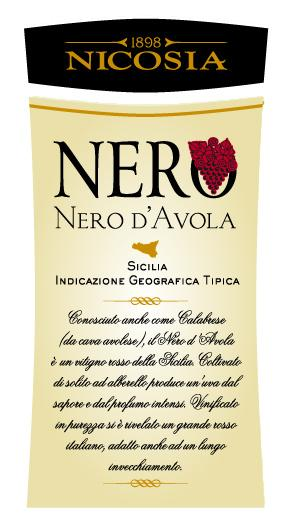 1898
NICOSIA
NERO
NERO D'AVOLA
SICILIA
INDICAZIONE GEOGRAFICA TIPICA
Conosciuto anche come Calabrese
(da cava avolese), il Nero d'Avola
è un vitigno rosso della Sicilia. Coltivato
di solito ad alberello produce un'uva dal
sapore e dal profumo intensi. Vinificato
in purezza si è rivelato un grande rosso
italiano, adatto anche ad un lungo
invecchiamento.